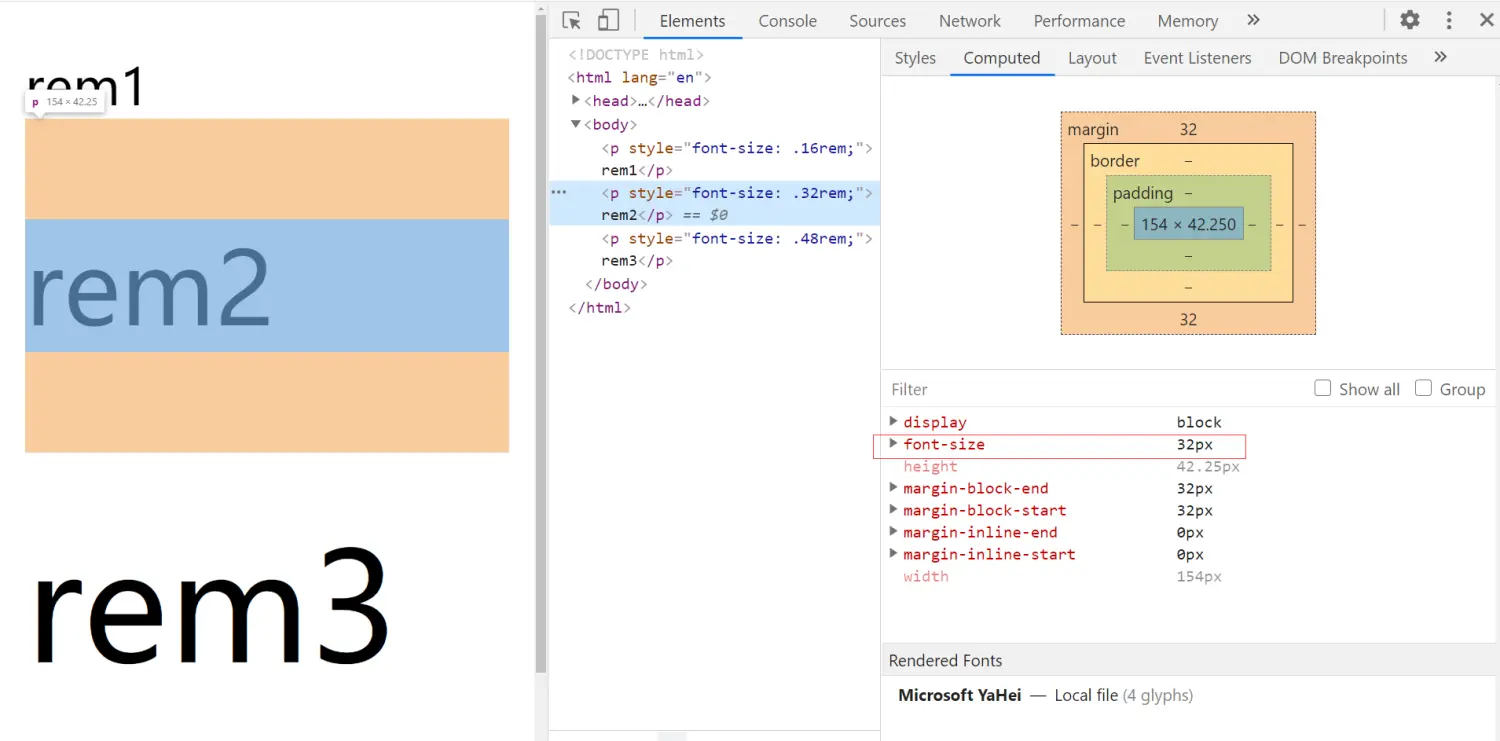 rem1
p 154 × 42.25
rem2
rem3
Elements Console Sources Network Performance Memory »
<!DOCTYPE html>
<html lang="en">
<head>…</head>
<body>
<p style="font-size: .16rem;">
rem1</p>
<p style="font-size: .32rem;">
rem2</p> == $0
<p style="font-size: .48rem;">
rem3</p>
</body>
</html>
Styles Computed Layout Event Listeners DOM Breakpoints »
margin 32
border –
padding –
– – – 154 × 42.250 – – –
–
–
32
Filter Show all Group
display block
font-size 32px
height 42.25px
margin-block-end 32px
margin-block-start 32px
margin-inline-end 0px
margin-inline-start 0px
width 154px
Rendered Fonts
Microsoft YaHei — Local file (4 glyphs)